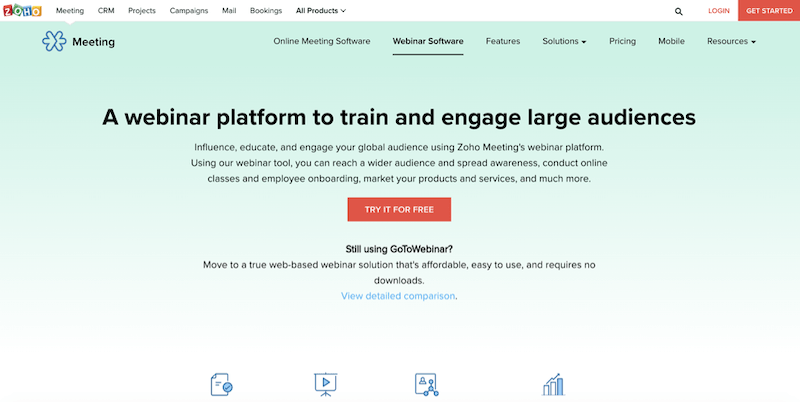 ZOHO Meeting CRM Projects Campaigns Mail Bookings All Products LOGIN GET STARTED
Meeting Online Meeting Software Webinar Software Features Solutions Pricing Mobile Resources
A webinar platform to train and engage large audiences
Influence, educate, and engage your global audience using Zoho Meeting's webinar platform.
Using our webinar tool, you can reach a wider audience and spread awareness, conduct online
classes and employee onboarding, market your products and services, and much more.
TRY IT FOR FREE
Still using GoToWebinar?
Move to a true web-based webinar solution that's affordable, easy to use, and requires no
downloads.
View detailed comparison.